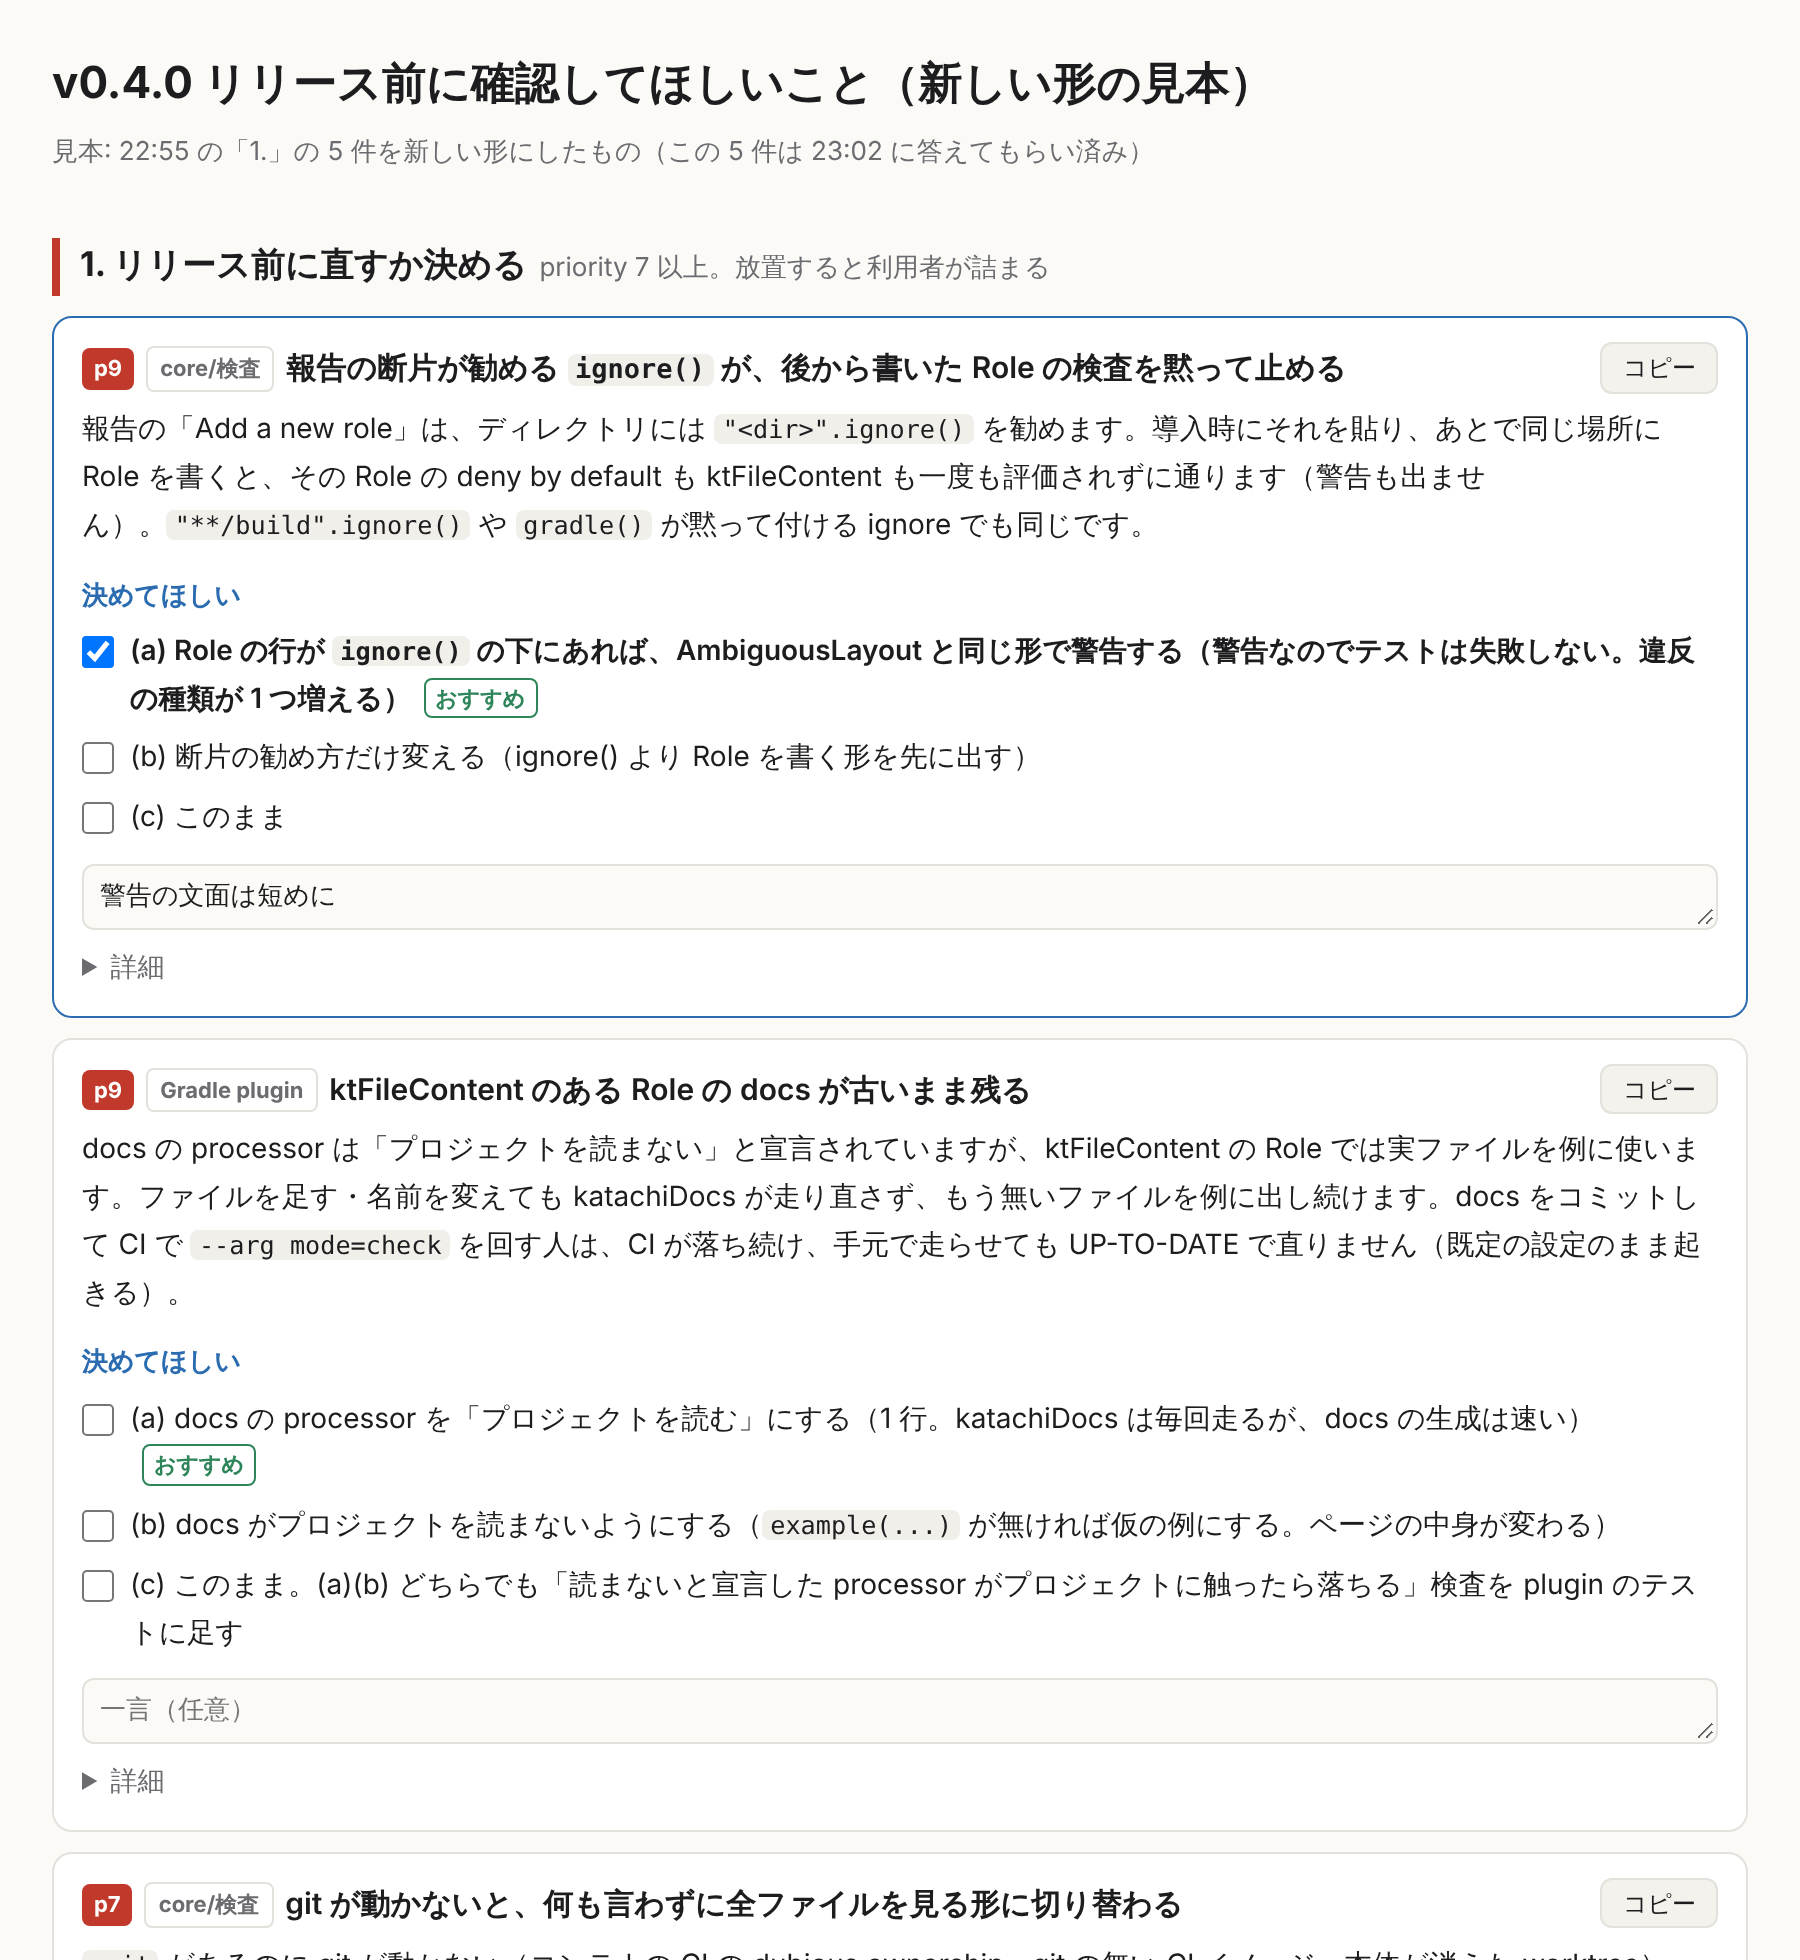 v0.4.0 リリース前に確認してほしいこと（新しい形の見本）
見本: 22:55 の「1.」の 5 件を新しい形にしたもの（この 5 件は 23:02 に答えてもらい済み）
1. リリース前に直すか決める priority 7 以上。放置すると利用者が詰まる
p9 core/検査 報告の断片が勧める ignore() が、後から書いた Role の検査を黙って止める コピー
報告の「Add a new role」は、ディレクトリには "<dir>".ignore() を勧めます。導入時にそれを貼り、あとで同じ場所に
Role を書くと、その Role の deny by default も ktFileContent も一度も評価されずに通ります（警告も出ませ
ん）。"**/build".ignore() や gradle() が黙って付ける ignore でも同じです。
決めてほしい
(a) Role の行が ignore() の下にあれば、AmbiguousLayout と同じ形で警告する（警告なのでテストは失敗しない。違反
の種類が 1 つ増える） おすすめ
(b) 断片の勧め方だけ変える（ignore() より Role を書く形を先に出す）
(c) このまま
警告の文面は短めに
▶ 詳細
p9 Gradle plugin ktFileContent のある Role の docs が古いまま残る コピー
docs の processor は「プロジェクトを読まない」と宣言されていますが、ktFileContent の Role では実ファイルを例に使いま
す。ファイルを足す・名前を変えても katachiDocs が走り直さず、もう無いファイルを例に出し続けます。docs をコミットし
て CI で --arg mode=check を回す人は、CI が落ち続け、手元で走らせても UP-TO-DATE で直りません（既定の設定のまま起
きる）。
決めてほしい
(a) docs の processor を「プロジェクトを読む」にする（1 行。katachiDocs は毎回走るが、docs の生成は速い）
おすすめ
(b) docs がプロジェクトを読まないようにする（example(...) が無ければ仮の例にする。ページの中身が変わる）
(c) このまま。(a)(b) どちらでも「読まないと宣言した processor がプロジェクトに触ったら落ちる」検査を plugin のテス
トに足す
一言（任意）
▶ 詳細
p7 core/検査 git が動かないと、何も言わずに全ファイルを見る形に切り替わる コピー